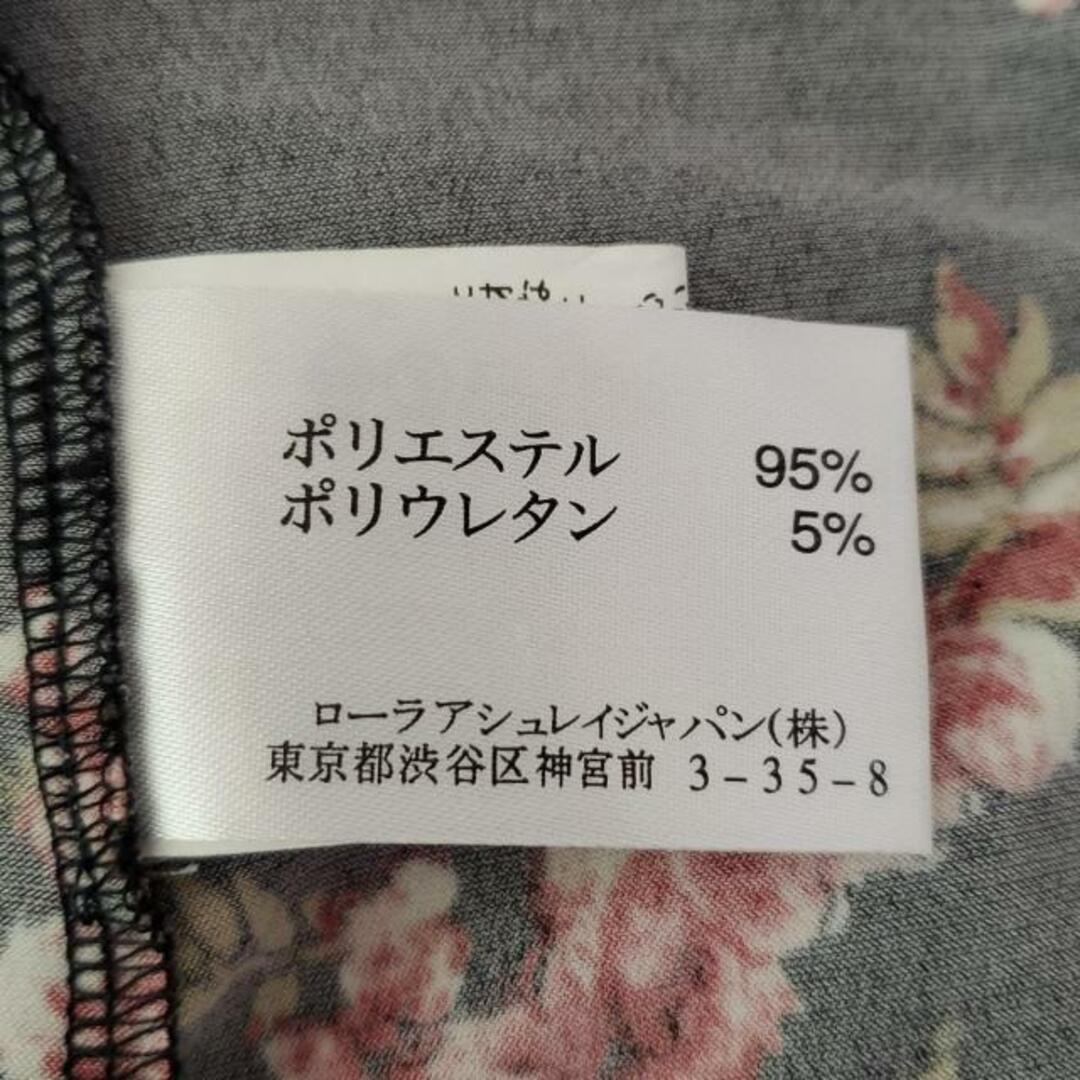 ポリエステル 95%
ポリウレタン 5%
ローラアシュレイジャパン(株)
東京都渋谷区神宮前 3-35-8